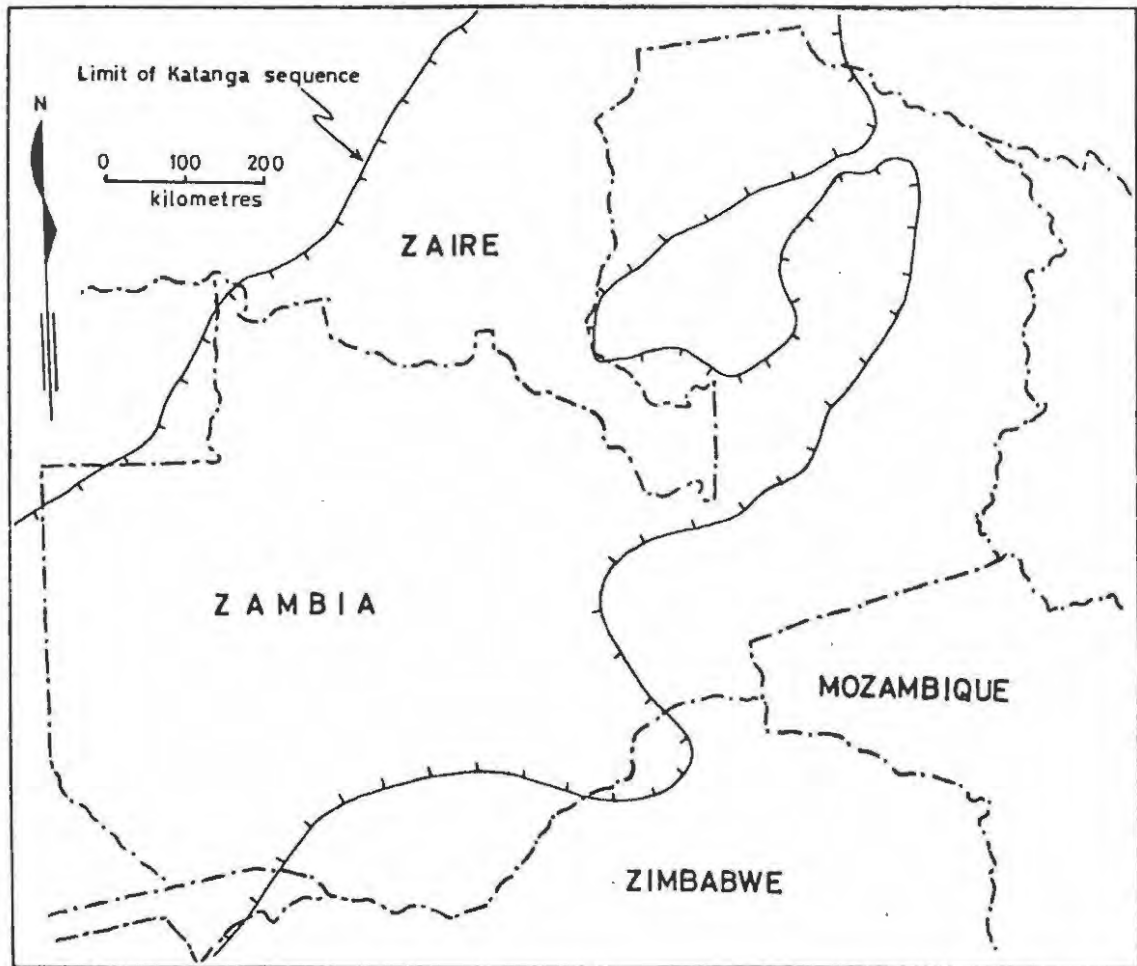 Limit of Katanga sequence
N
0 100 200
kilometres
ZAIRE
ZAMBIA
MOZAMBIQUE
ZIMBABWE